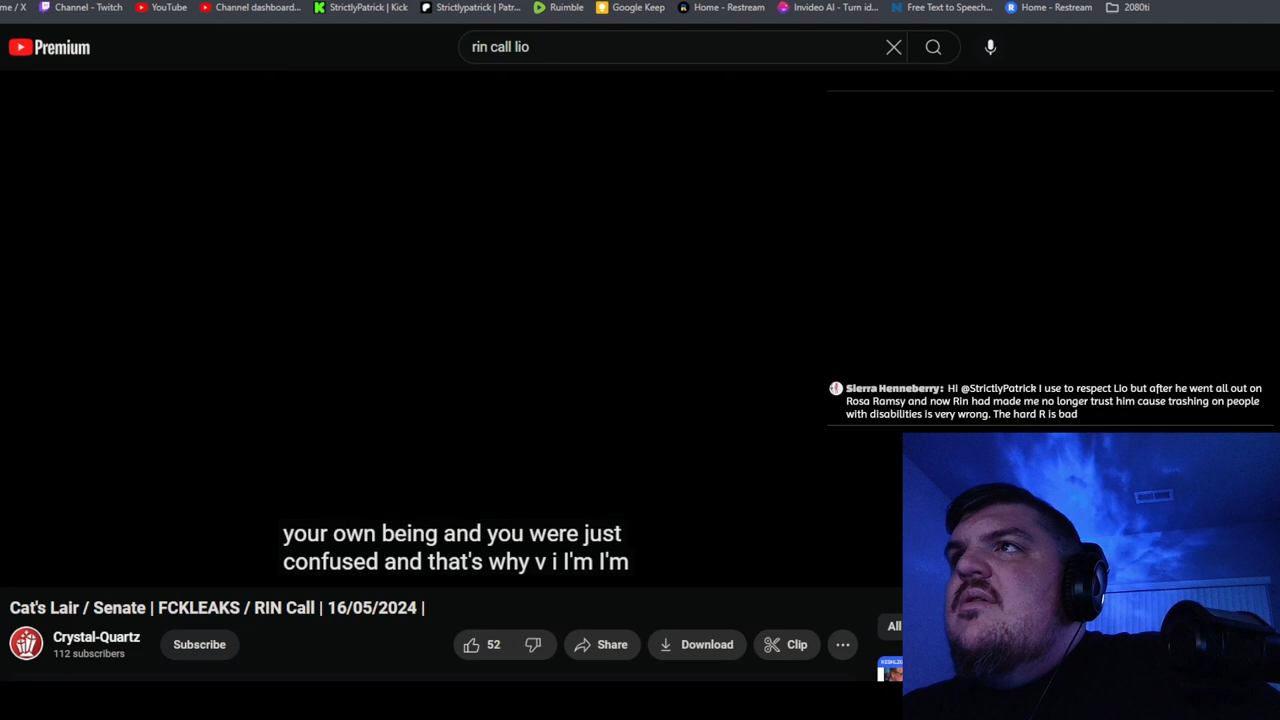 me / X Channel - Twitch YouTube Channel dashboard... StrictlyPatrick | Kick Strictlypatrick | Patr... Rumble Google Keep Home - Restream Invideo AI - Turn id... Free Text to Speech... Home - Restream 2080ti
Premium
rin call lio
Sierra Henneberry: Hi @StrictlyPatrick I use to respect Lio but after he went all out on
Rosa Ramsy and now Rin had made me no longer trust him cause trashing on people
with disabilities is very wrong. The hard R is bad
your own being and you were just
confused and that's why v i I'm I'm
Cat's Lair / Senate | FCKLEAKS / RIN Call | 16/05/2024 |
Crystal-Quartz
112 subscribers
Subscribe
52
Share
Download
Clip
All
HIGHLIG